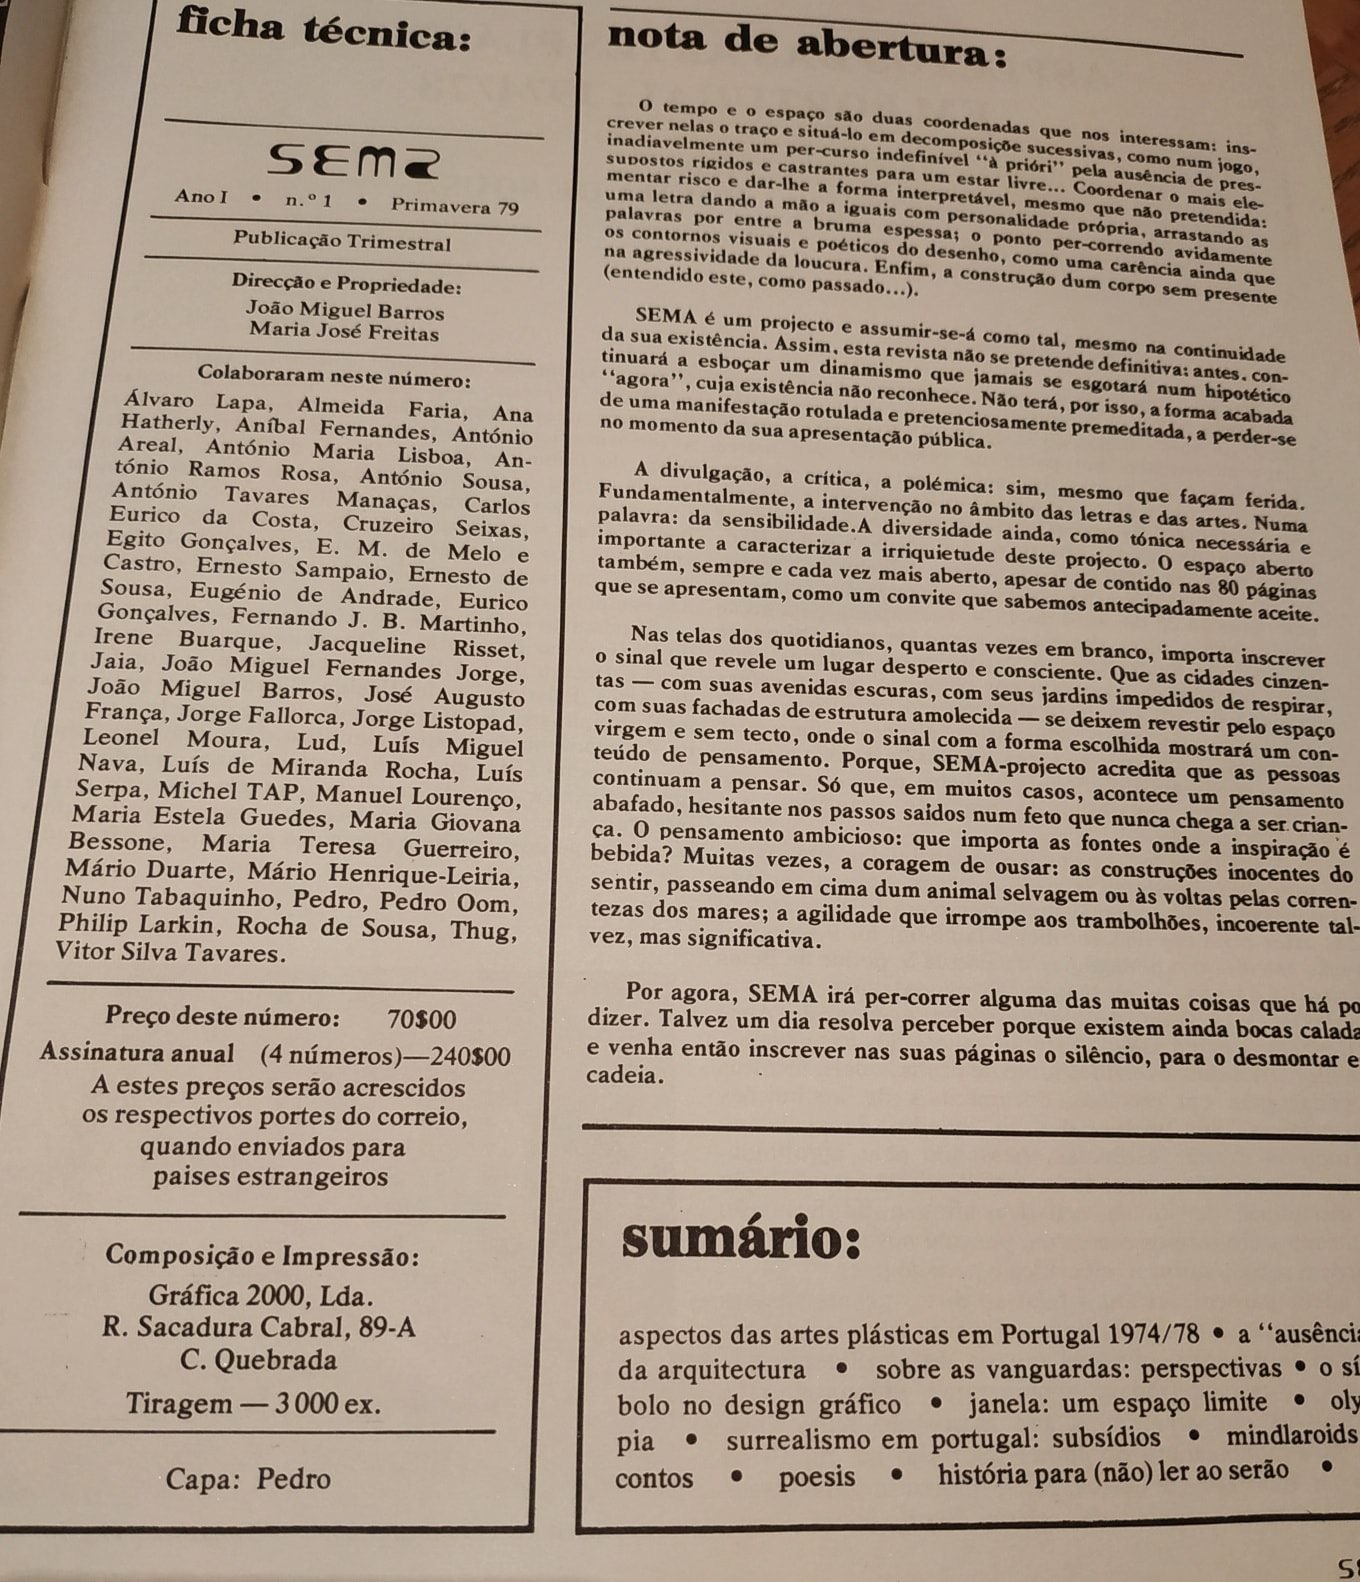 ficha técnica:
SEMA
Ano I • n.º 1 • Primavera 79
Publicação Trimestral
Direcção e Propriedade:
João Miguel Barros
Maria José Freitas
Colaboraram neste número:
Álvaro Lapa, Almeida Faria, Ana
Hatherly, Aníbal Fernandes, António
Areal, António Maria Lisboa, An-
tónio Ramos Rosa, António Sousa,
António Tavares Manaças, Carlos
Eurico da Costa, Cruzeiro Seixas,
Egito Gonçalves, E. M. de Melo e
Castro, Ernesto Sampaio, Ernesto de
Sousa, Eugénio de Andrade, Eurico
Gonçalves, Fernando J. B. Martinho,
Irene Buarque, Jacqueline Risset,
Jaia, João Miguel Fernandes Jorge,
João Miguel Barros, José Augusto
França, Jorge Fallorca, Jorge Listopad,
Leonel Moura, Lud, Luís Miguel
Nava, Luís de Miranda Rocha, Luís
Serpa, Michel TAP, Manuel Lourenço,
Maria Estela Guedes, Maria Giovana
Bessone, Maria Teresa Guerreiro,
Mário Duarte, Mário Henrique-Leiria,
Nuno Tabaquinho, Pedro, Pedro Oom,
Philip Larkin, Rocha de Sousa, Thug,
Vitor Silva Tavares.
Preço deste número: 70$00
Assinatura anual (4 números)—240$00
A estes preços serão acrescidos
os respectivos portes do correio,
quando enviados para
paises estrangeiros
Composição e Impressão:
Gráfica 2000, Lda.
R. Sacadura Cabral, 89-A
C. Quebrada
Tiragem — 3 000 ex.
Capa: Pedro
nota de abertura:
O tempo e o espaço são duas coordenadas que nos interessam: ins-
crever nelas o traço e situá-lo em decomposiçõe sucessivas, como num jogo,
inadiavelmente um per-curso indefinível “à prióri” pela ausência de pres-
supostos rígidos e castrantes para um estar livre... Coordenar o mais ele-
mentar risco e dar-lhe a forma interpretável, mesmo que não pretendida:
uma letra dando a mão a iguais com personalidade própria, arrastando as
palavras por entre a bruma espessa; o ponto per-correndo avidamente
os contornos visuais e poéticos do desenho, como uma carência ainda que
na agressividade da loucura. Enfim, a construção dum corpo sem presente
(entendido este, como passado...).
SEMA é um projecto e assumir-se-á como tal, mesmo na continuidade
da sua existência. Assim, esta revista não se pretende definitiva: antes, con-
tinuará a esboçar um dinamismo que jamais se esgotará num hipotético
“agora”, cuja existência não reconhece. Não terá, por isso, a forma acabada
de uma manifestação rotulada e pretenciosamente premeditada, a perder-se
no momento da sua apresentação pública.
A divulgação, a crítica, a polémica: sim, mesmo que façam ferida.
Fundamentalmente, a intervenção no âmbito das letras e das artes. Numa
palavra: da sensibilidade.A diversidade ainda, como tónica necessária e
importante a caracterizar a irriquietude deste projecto. O espaço aberto
também, sempre e cada vez mais aberto, apesar de contido nas 80 páginas
que se apresentam, como um convite que sabemos antecipadamente aceite.
Nas telas dos quotidianos, quantas vezes em branco, importa inscrever
o sinal que revele um lugar desperto e consciente. Que as cidades cinzen-
tas — com suas avenidas escuras, com seus jardins impedidos de respirar,
com suas fachadas de estrutura amolecida — se deixem revestir pelo espaço
virgem e sem tecto, onde o sinal com a forma escolhida mostrará um con-
teúdo de pensamento. Porque, SEMA-projecto acredita que as pessoas
continuam a pensar. Só que, em muitos casos, acontece um pensamento
abafado, hesitante nos passos saidos num feto que nunca chega a ser crian-
ça. O pensamento ambicioso: que importa as fontes onde a inspiração é
bebida? Muitas vezes, a coragem de ousar: as construções inocentes do
sentir, passeando em cima dum animal selvagem ou às voltas pelas corren-
tezas dos mares; a agilidade que irrompe aos trambolhões, incoerente tal-
vez, mas significativa.
Por agora, SEMA irá per-correr alguma das muitas coisas que há po
dizer. Talvez um dia resolva perceber porque existem ainda bocas calada
e venha então inscrever nas suas páginas o silêncio, para o desmontar e
cadeia.
sumário:
aspectos das artes plásticas em Portugal 1974/78 • a “ausência
da arquitectura • sobre as vanguardas: perspectivas • o sí
bolo no design gráfico • janela: um espaço limite • oly
pia • surrealismo em portugal: subsídios • mindlaroids
contos • poesis • história para (não) ler ao serão •